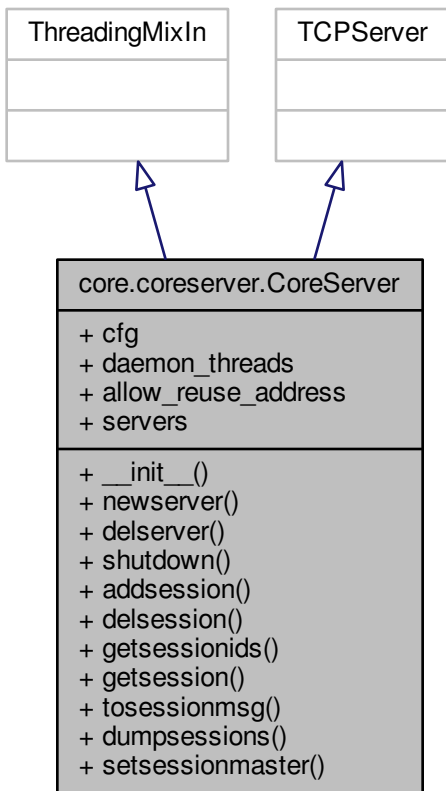 ThreadingMixIn
TCPServer
core.coreserver.CoreServer
+ cfg
+ daemon_threads
+ allow_reuse_address
+ servers
+ __init__()
+ newserver()
+ delserver()
+ shutdown()
+ addsession()
+ delsession()
+ getsessionids()
+ getsession()
+ tosessionmsg()
+ dumpsessions()
+ setsessionmaster()